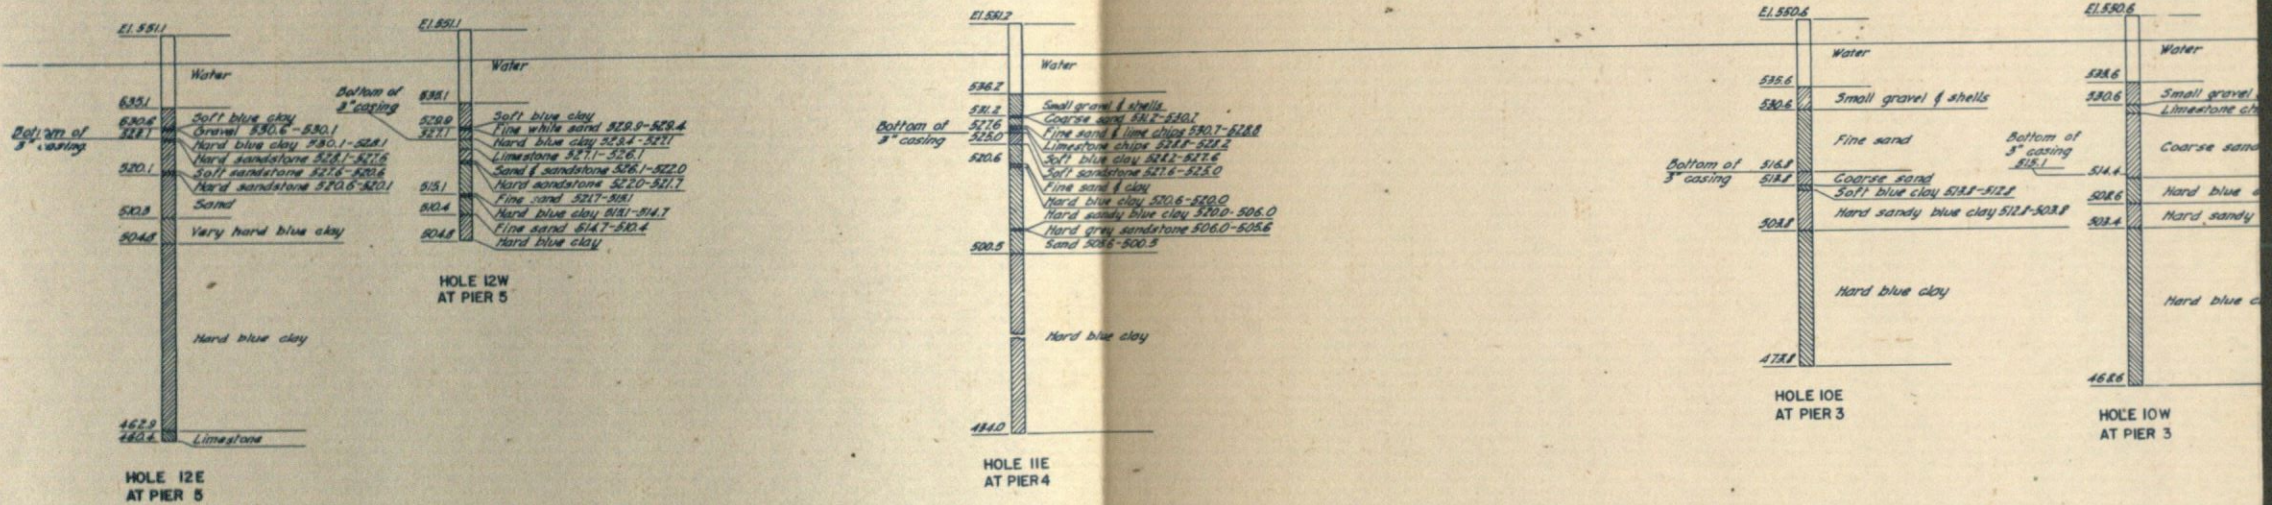 El. 551.1
Water
535.1
530.6
528.1
Bottom of
3" casing
Soft blue clay
Gravel 530.6-530.1
Hard blue clay 530.1-528.1
Hard sandstone 528.1-527.6
Soft sandstone 527.6-520.6
Hard sandstone 520.6-520.1
520.1
Sand
510.3
Very hard blue clay
504.8
Hard blue clay
462.9
460.4
Limestone
HOLE 12E
AT PIER 5
El. 551.1
Water
Bottom of
3" casing
535.1
529.9
527.1
Soft blue clay
Fine white sand 529.9-529.4
Hard blue clay 529.4-527.1
Limestone 527.1-526.1
Sand & sandstone 526.1-522.0
Hard sandstone 522.0-521.7
515.1
Fine sand 521.7-515.1
Hard blue clay 515.1-514.7
510.4
Fine sand 514.7-510.4
504.8
Hard blue clay
HOLE 12W
AT PIER 5
El. 551.2
Water
536.2
531.2
527.6
525.0
520.6
Bottom of
3" casing
Small gravel & shells
Coarse sand 531.2-530.7
Fine sand & lime chips 530.7-528.8
Limestone chips 528.8-528.2
Soft blue clay 528.2-527.6
Soft sandstone 527.6-525.0
Fine sand & clay
Hard blue clay 520.6-520.0
Hard sandy blue clay 520.0-506.0
Hard grey sandstone 506.0-505.6
Sand 505.6-500.5
500.5
Hard blue clay
HOLE 11E
AT PIER 4
El. 550.6
Water
535.6
530.6
Small gravel & shells
Fine sand
Bottom of
3" casing
516.8
513.8
Coarse sand
Soft blue clay 513.8-512.8
Hard sandy blue clay 512.8-503.8
503.8
Hard blue clay
473.8
HOLE 10E
AT PIER 3
El. 550.6
Water
535.6
530.6
Small gravel
Limestone ch
Bottom of
3" casing
515.1
Coarse sand
514.4
Hard blue c
508.6
Hard sandy
503.4
Hard blue c
468.6
HOLE 10W
AT PIER 3